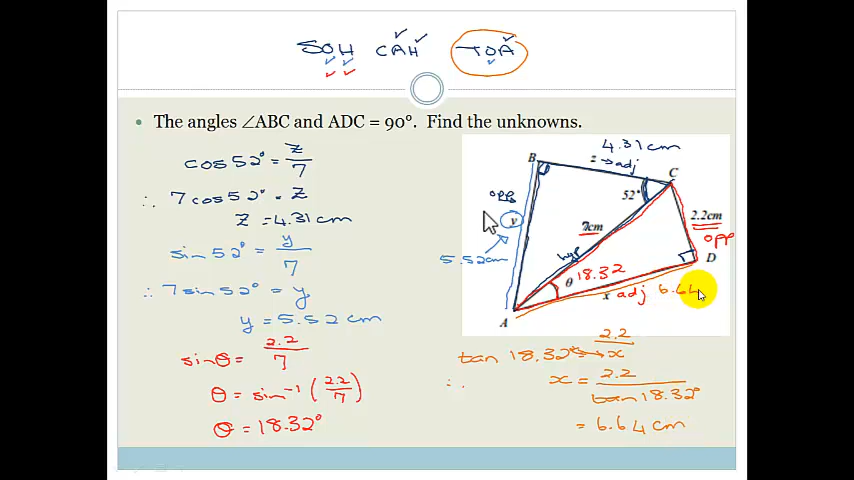 SOH CAH TOA
• The angles ∠ABC and ADC = 90°. Find the unknowns.
cos 52° = z/7
∴ 7 cos 52° = z
z = 4.31 cm
sin 52° = y/7
∴ 7 sin 52° = y
y = 5.52 cm
sin θ = 2.2/7
θ = sin⁻¹ (2.2/7)
θ = 18.32°
4.31 cm
B
z → adj
C
52°
opp
y
7cm
2.2cm
opp
hyp
D
5.52cm
18.32
θ
x adj 6.64
A
tan 18.32° = 2.2/x
∴ x = 2.2/tan 18.32°
= 6.64 cm